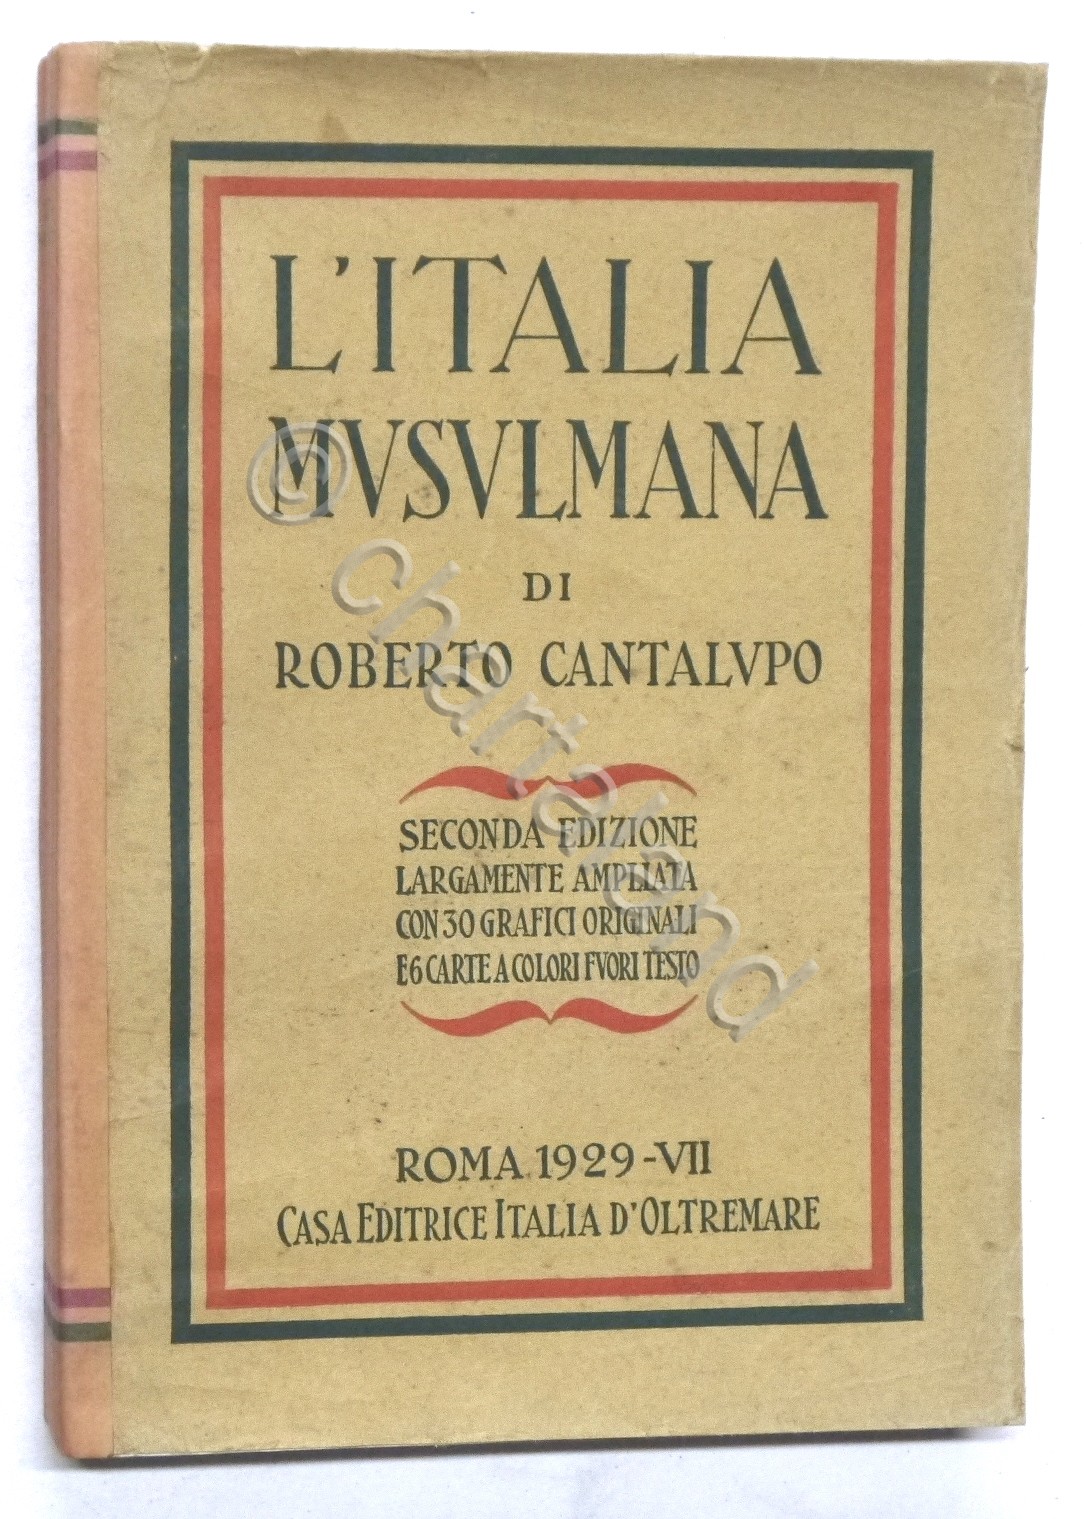 L'ITALIA
MVSVLMANA
DI
ROBERTO CANTALVPO
SECONDA EDIZIONE
LARGAMENTE AMPLIATA
CON 30 GRAFICI ORIGINALI
E 6 CARTE A COLORI FVORI TESTO
ROMA 1929-VII
CASA EDITRICE ITALIA D'OLTREMARE
© chartaland